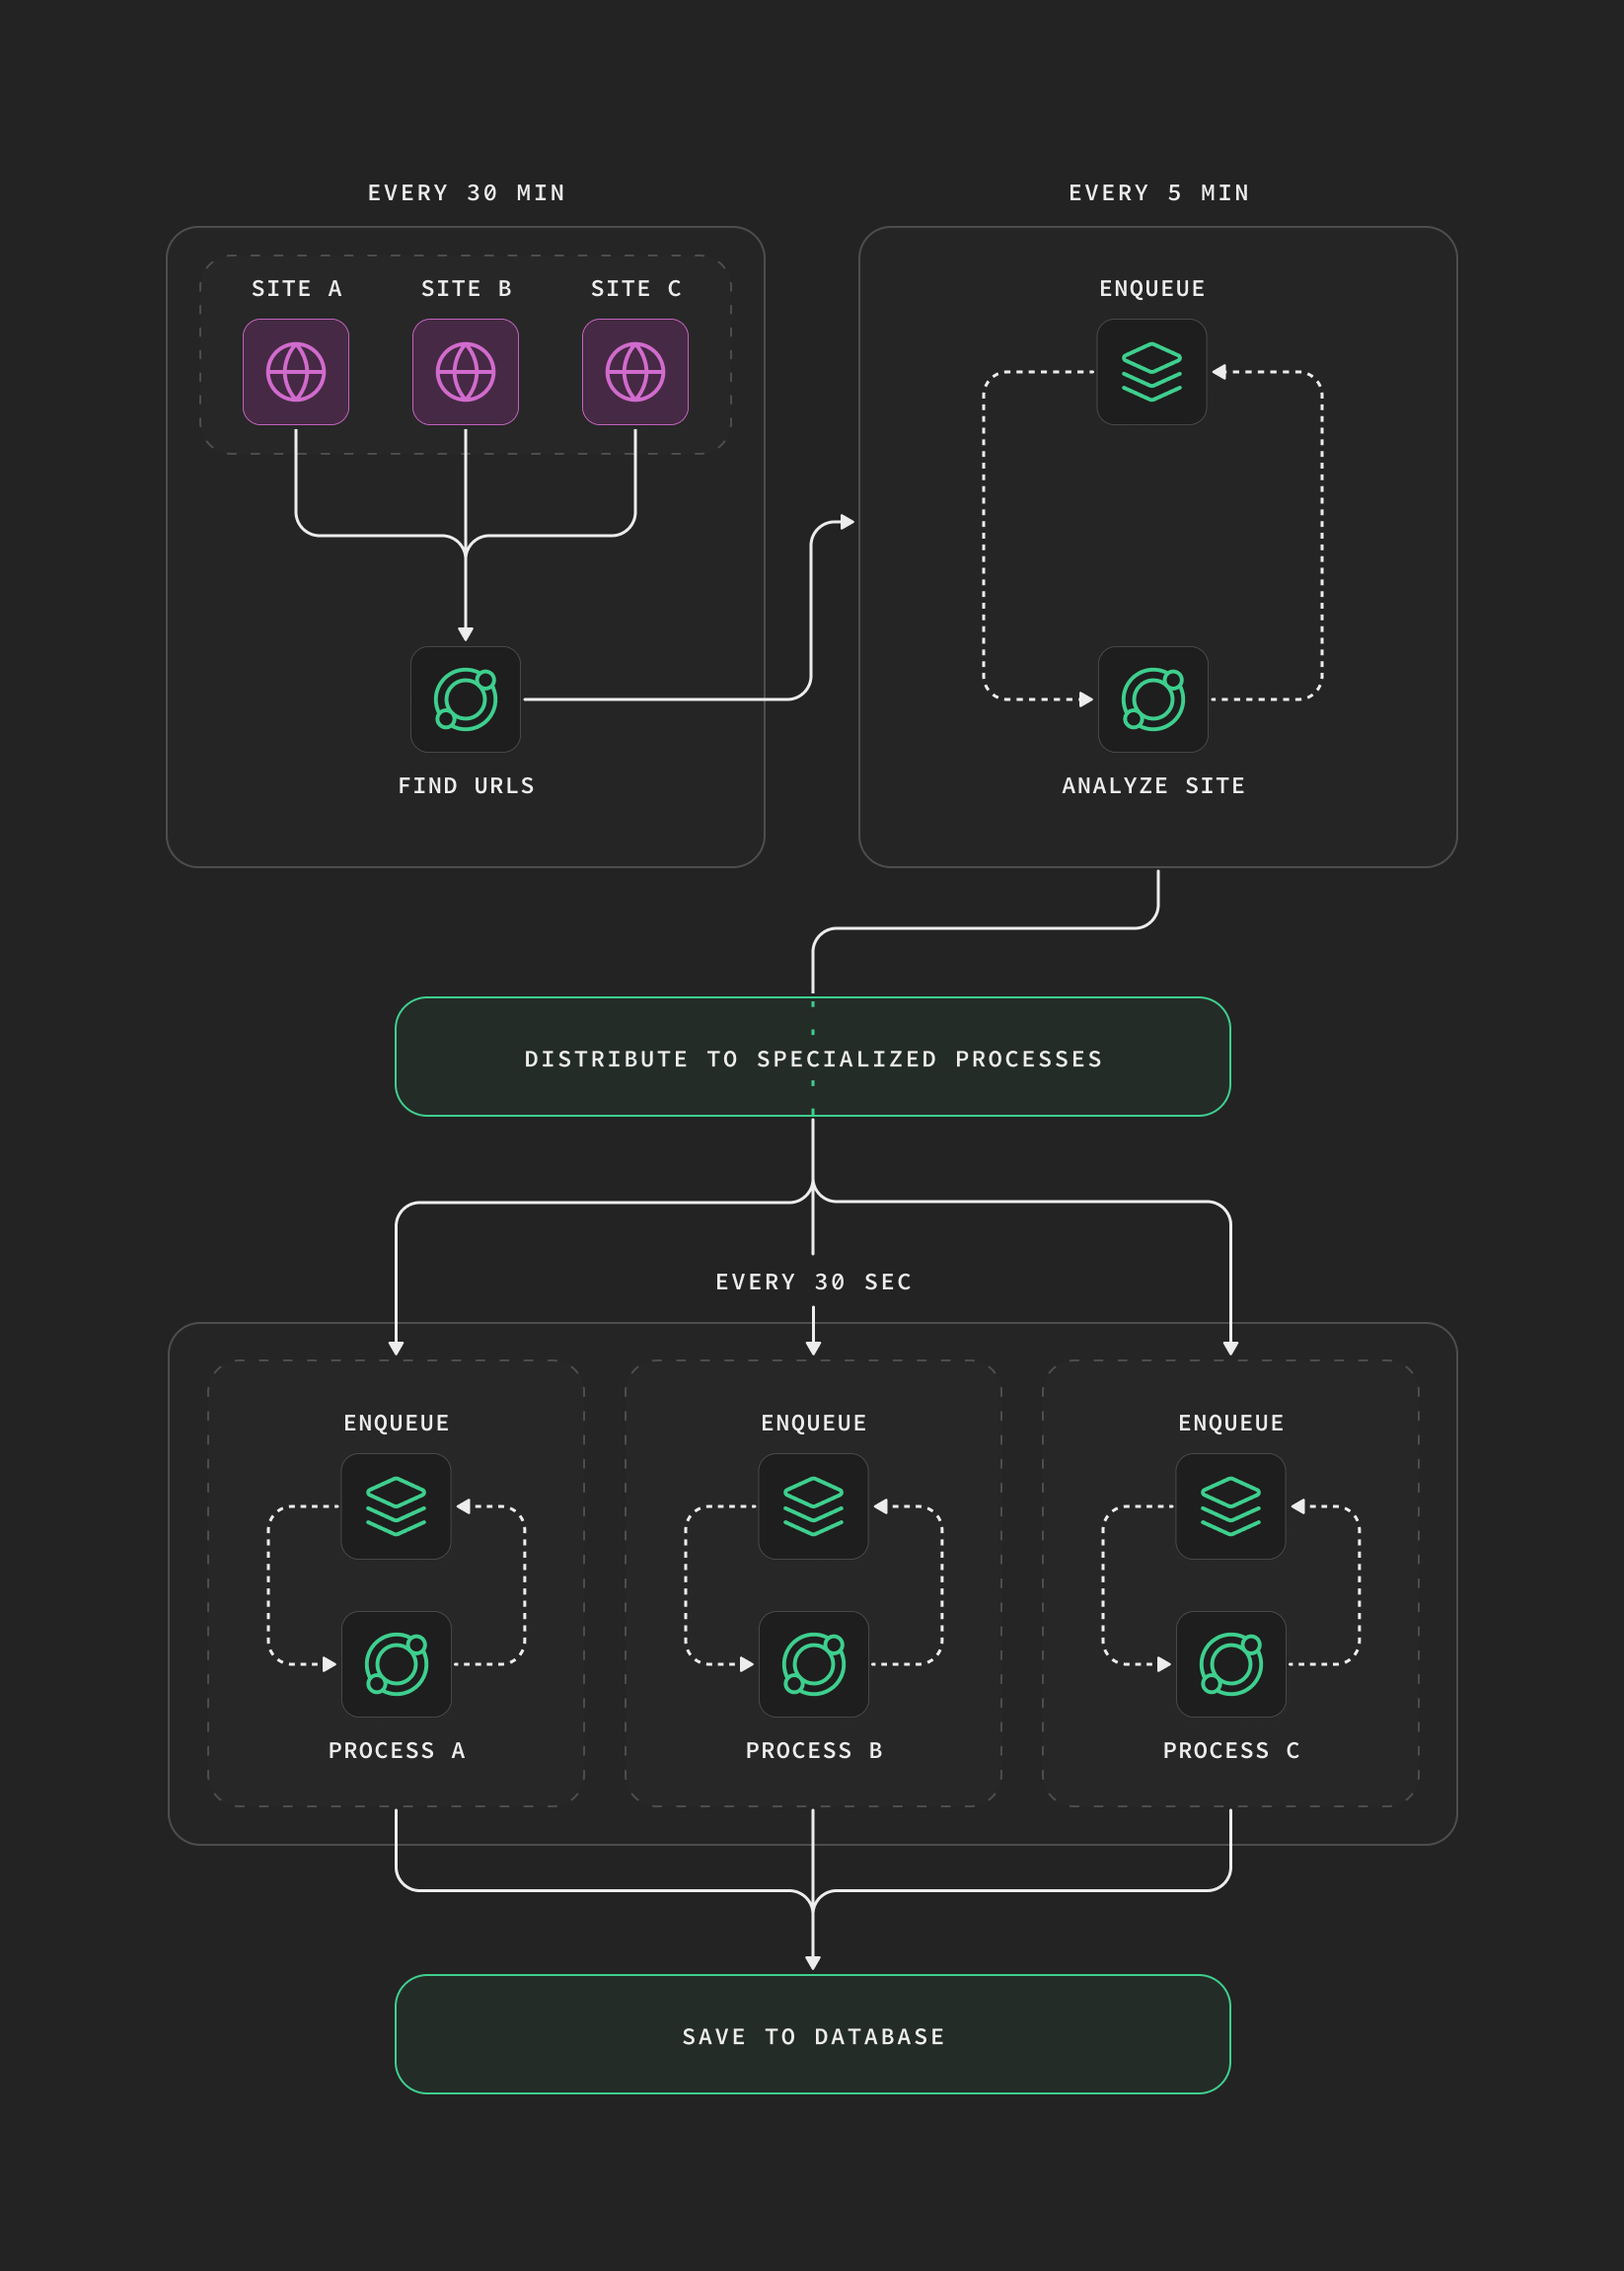 EVERY 30 MIN
EVERY 5 MIN
SITE A
SITE B
SITE C
FIND URLS
ENQUEUE
ANALYZE SITE
DISTRIBUTE TO SPECIALIZED PROCESSES
EVERY 30 SEC
ENQUEUE
ENQUEUE
ENQUEUE
PROCESS A
PROCESS B
PROCESS C
SAVE TO DATABASE